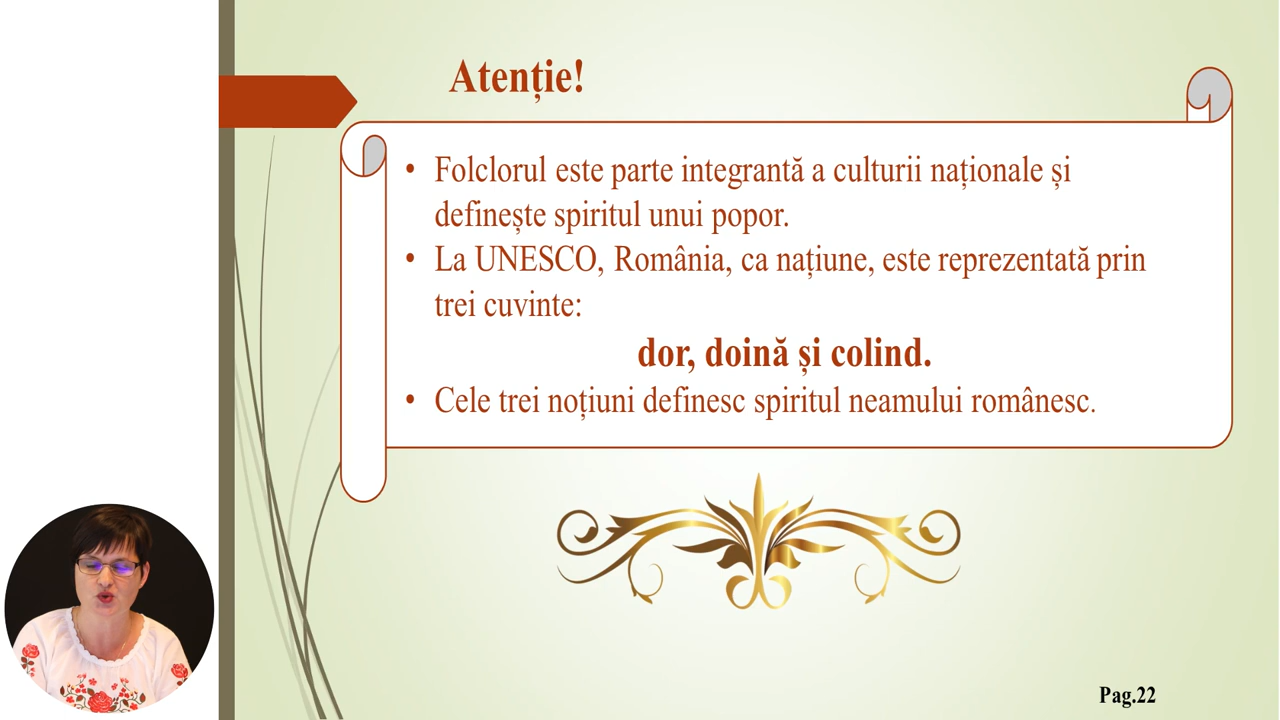 Atenție!
• Folclorul este parte integrantă a culturii naționale și
definește spiritul unui popor.
• La UNESCO, România, ca națiune, este reprezentată prin
trei cuvinte:
dor, doină și colind.
• Cele trei noțiuni definesc spiritul neamului românesc.
Pag.22